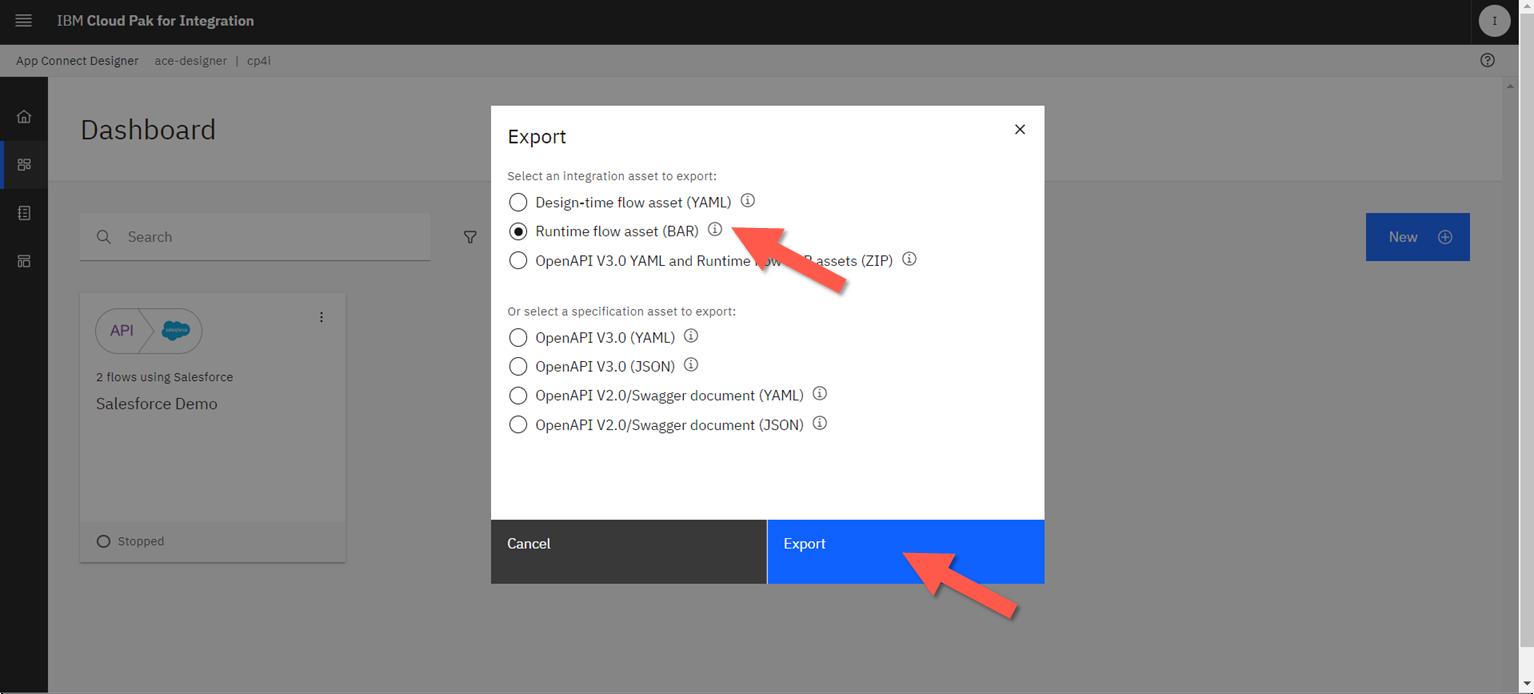 IBM Cloud Pak for Integration
I
App Connect Designer ace-designer | cp4i
Dashboard
Search
New
API salesforce
2 flows using Salesforce
Salesforce Demo
Stopped
Export
Select an integration asset to export:
Design-time flow asset (YAML)
Runtime flow asset (BAR)
OpenAPI V3.0 YAML and Runtime assets (ZIP)
Or select a specification asset to export:
OpenAPI V3.0 (YAML)
OpenAPI V3.0 (JSON)
OpenAPI V2.0/Swagger document (YAML)
OpenAPI V2.0/Swagger document (JSON)
Cancel
Export